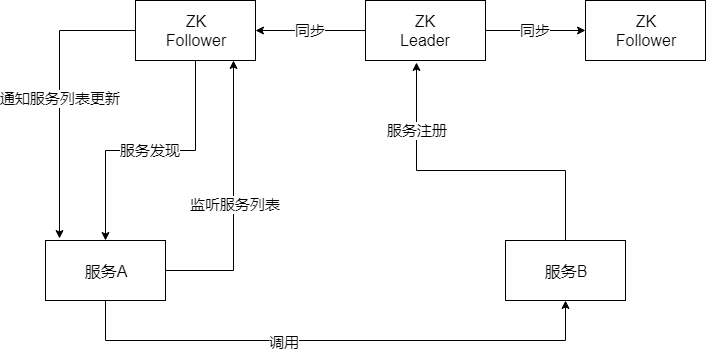 ZK
Follower
同步
ZK
Leader
同步
ZK
Follower
通知服务列表更新
服务发现
服务注册
监听服务列表
服务A
服务B
调用